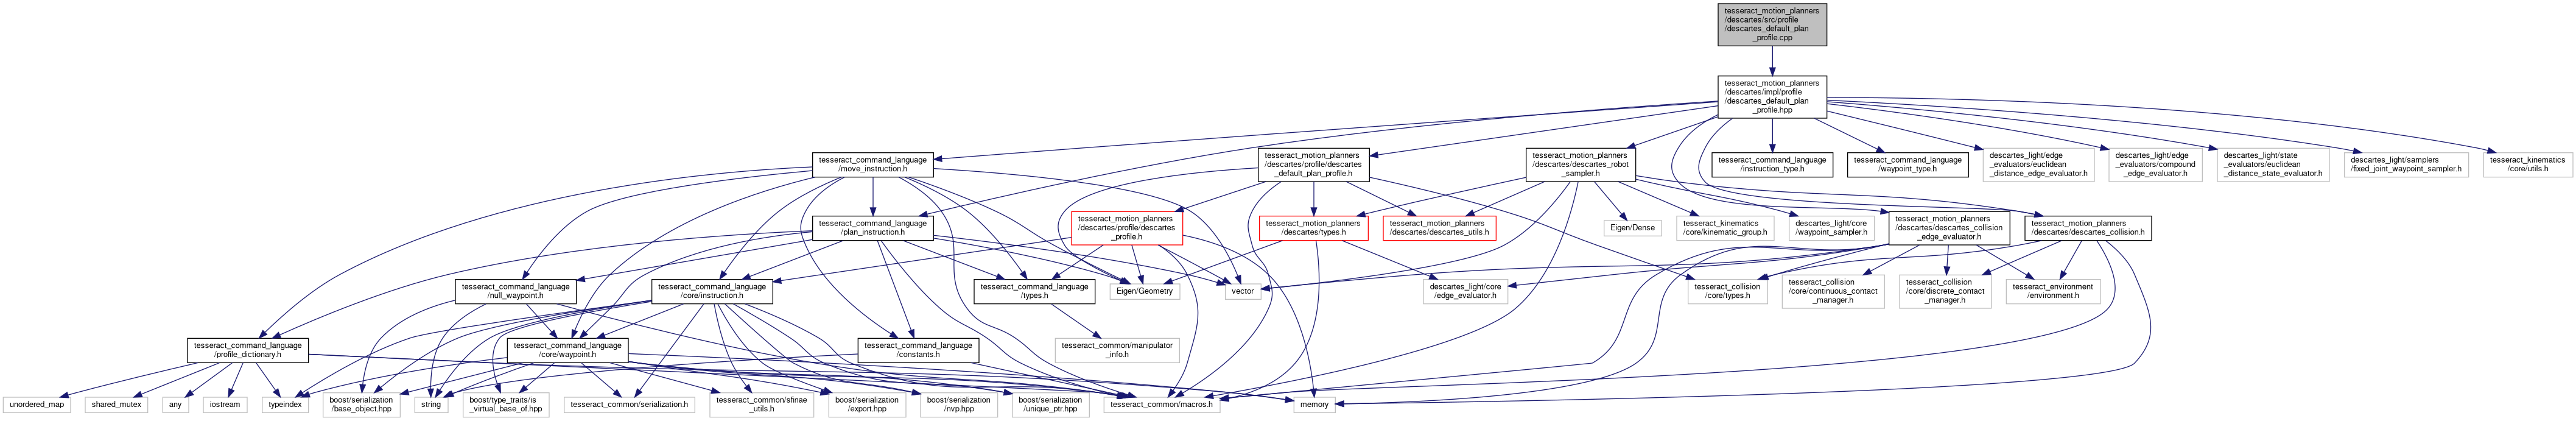 tesseract_motion_planners
/descartes/src/profile
/descartes_default_plan
_profile.cpp
tesseract_motion_planners
/descartes/impl/profile
/descartes_default_plan
_profile.hpp
tesseract_command_language
/move_instruction.h
tesseract_motion_planners
/descartes/profile/descartes
_default_plan_profile.h
tesseract_motion_planners
/descartes/descartes_robot
_sampler.h
tesseract_command_language
/instruction_type.h
tesseract_command_language
/waypoint_type.h
descartes_light/edge
_evaluators/euclidean
_distance_edge_evaluator.h
descartes_light/edge
_evaluators/compound
_edge_evaluator.h
descartes_light/state
_evaluators/euclidean
_distance_state_evaluator.h
descartes_light/samplers
/fixed_joint_waypoint_sampler.h
tesseract_kinematics
/core/utils.h
tesseract_command_language
/plan_instruction.h
tesseract_motion_planners
/descartes/profile/descartes
_profile.h
tesseract_motion_planners
/descartes/types.h
tesseract_motion_planners
/descartes/descartes_utils.h
Eigen/Dense
tesseract_kinematics
/core/kinematic_group.h
descartes_light/core
/waypoint_sampler.h
tesseract_motion_planners
/descartes/descartes_collision
_edge_evaluator.h
tesseract_motion_planners
/descartes/descartes_collision.h
tesseract_command_language
/null_waypoint.h
tesseract_command_language
/core/instruction.h
tesseract_command_language
/types.h
Eigen/Geometry
vector
descartes_light/core
/edge_evaluator.h
tesseract_collision
/core/types.h
tesseract_collision
/core/continuous_contact
_manager.h
tesseract_collision
/core/discrete_contact
_manager.h
tesseract_environment
/environment.h
tesseract_command_language
/profile_dictionary.h
tesseract_command_language
/core/waypoint.h
tesseract_command_language
/constants.h
tesseract_common/manipulator
_info.h
unordered_map
shared_mutex
any
iostream
typeindex
boost/serialization
/base_object.hpp
string
boost/type_traits/is
_virtual_base_of.hpp
tesseract_common/serialization.h
tesseract_common/sfinae
_utils.h
boost/serialization
/export.hpp
boost/serialization
/nvp.hpp
boost/serialization
/unique_ptr.hpp
tesseract_common/macros.h
memory